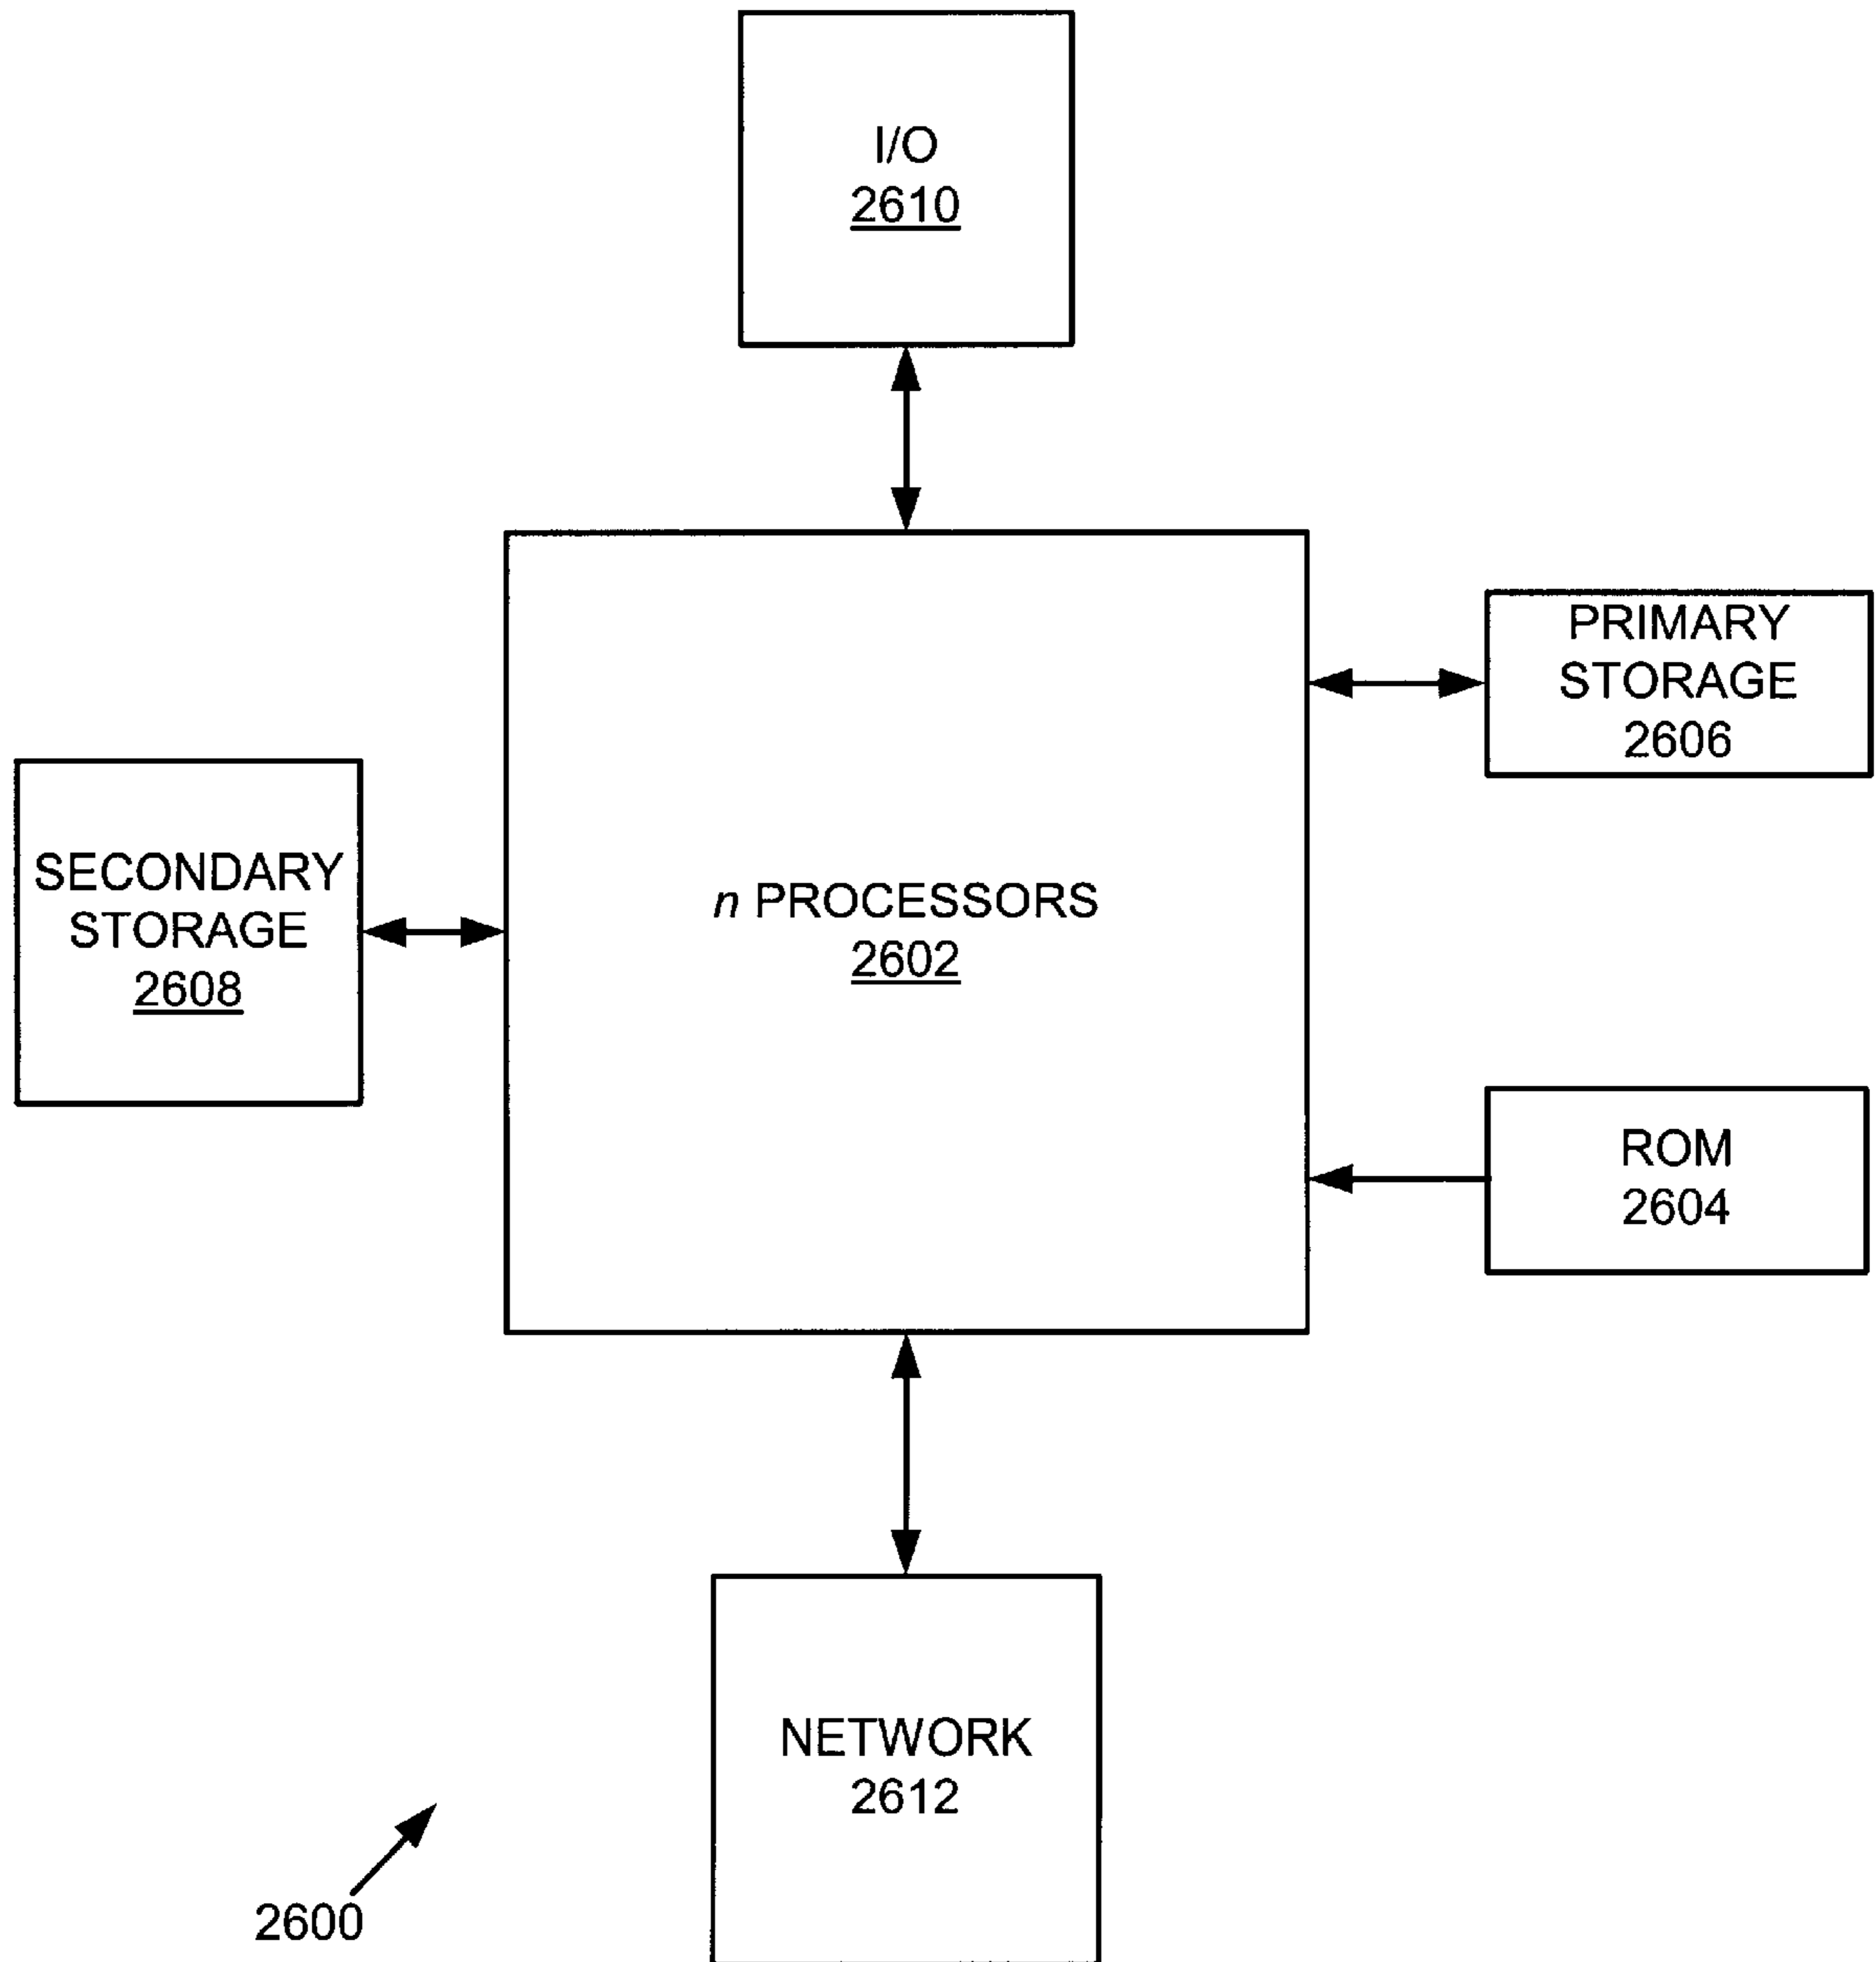 I/O
2610
PRIMARY
STORAGE
2606
SECONDARY
STORAGE
2608
n PROCESSORS
2602
ROM
2604
NETWORK
2612
2600